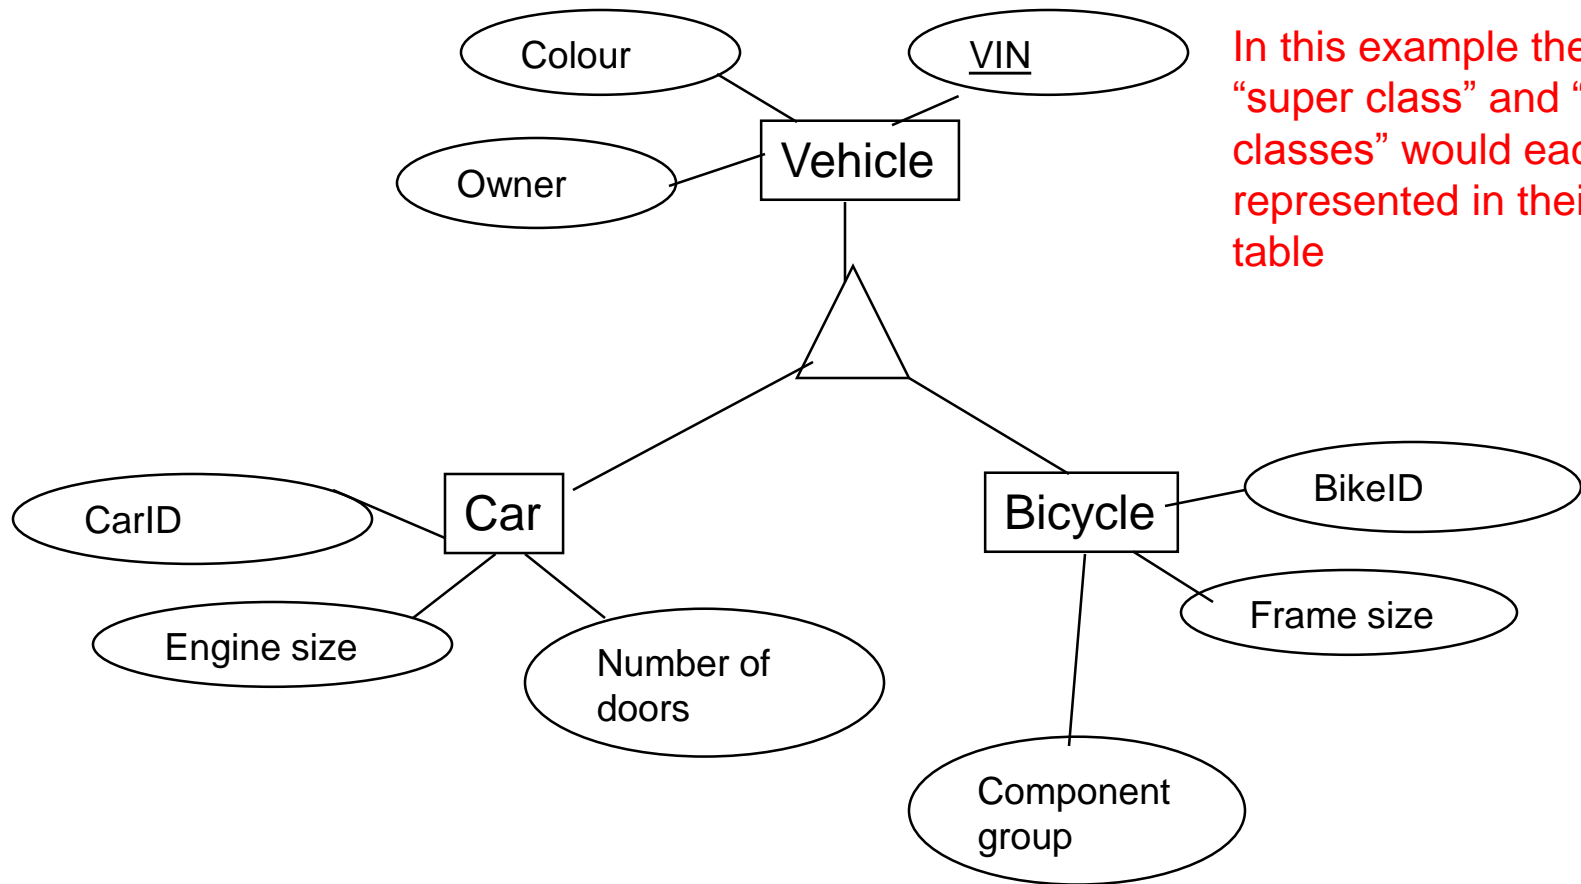 Colour
VIN
In this example the
“super class” and “
classes” would eac
represented in thei
table
Vehicle
Owner
CarID
Car
Bicycle
BikeID
Engine size
Number of
doors
Frame size
Component
group